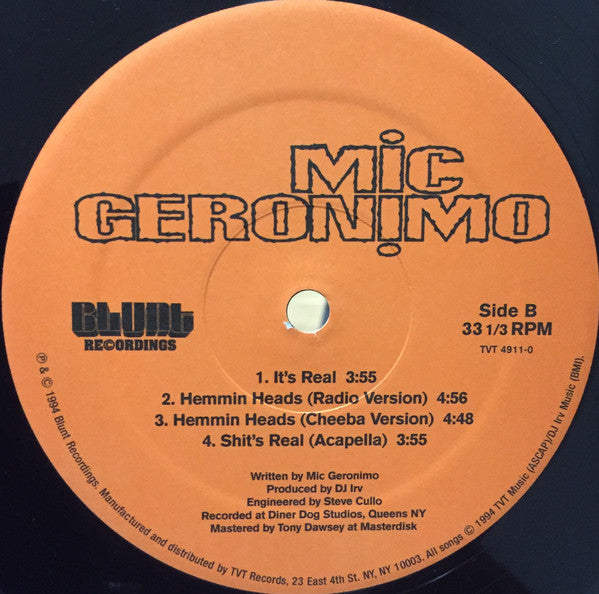 MiC
GERONiMO
BLUNT
RECORDINGS
Side B
33 1/3 RPM
TVT 4911-0
1. It's Real 3:55
2. Hemmin Heads (Radio Version) 4:56
3. Hemmin Heads (Cheeba Version) 4:48
4. Shit's Real (Acapella) 3:55
Written by Mic Geronimo
Produced by DJ Irv
Engineered by Steve Cullo
Recorded at Diner Dog Studios, Queens NY
Mastered by Tony Dawsey at Masterdisk
℗ & © 1994 Blunt Recordings. Manufactured and distributed by TVT Records, 23 East 4th St. NY, NY 10003. All songs © 1994 TVT Music (ASCAP)/DJ Irv Music (BMI).